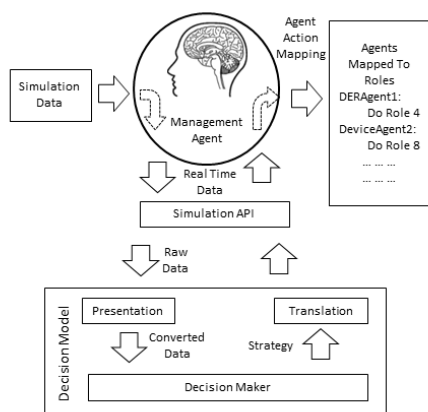 Agent
Action
Mapping
Simulation
Data
Management
Agent
Agents
Mapped To
Roles
DERAgent1:
Do Role 4
DeviceAgent2:
Do Role 8
... ... ...
... ... ...
Real Time
Data
Simulation API
Raw
Data
Decision Model
Presentation
Translation
Converted
Data
Strategy
Decision Maker